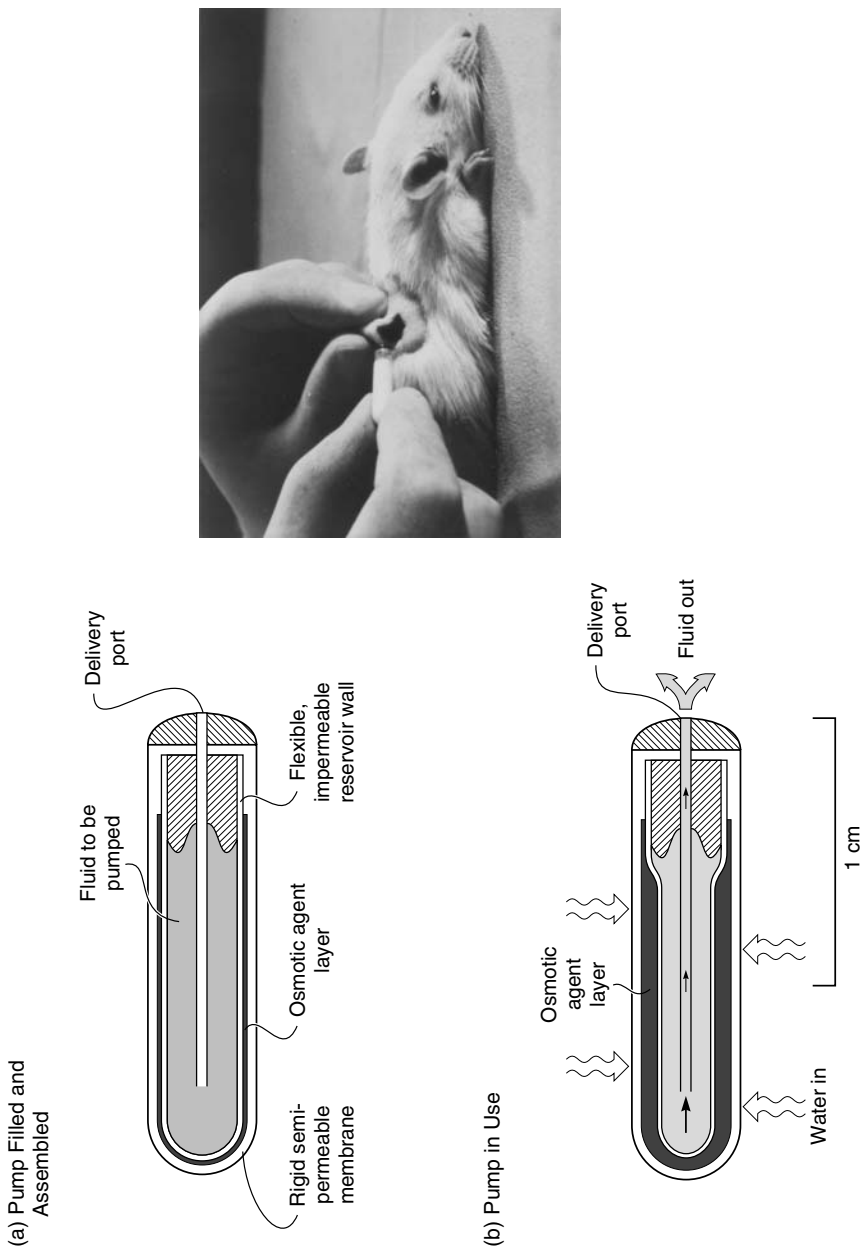 (a) Pump Filled and
Assembled
Fluid to be
pumped
Delivery
port
Rigid semi-
permeable
membrane
Osmotic agent
layer
Flexible,
impermeable
reservoir wall
(b) Pump in Use
Osmotic
agent
layer
Delivery
port
Fluid out
Water in
1 cm